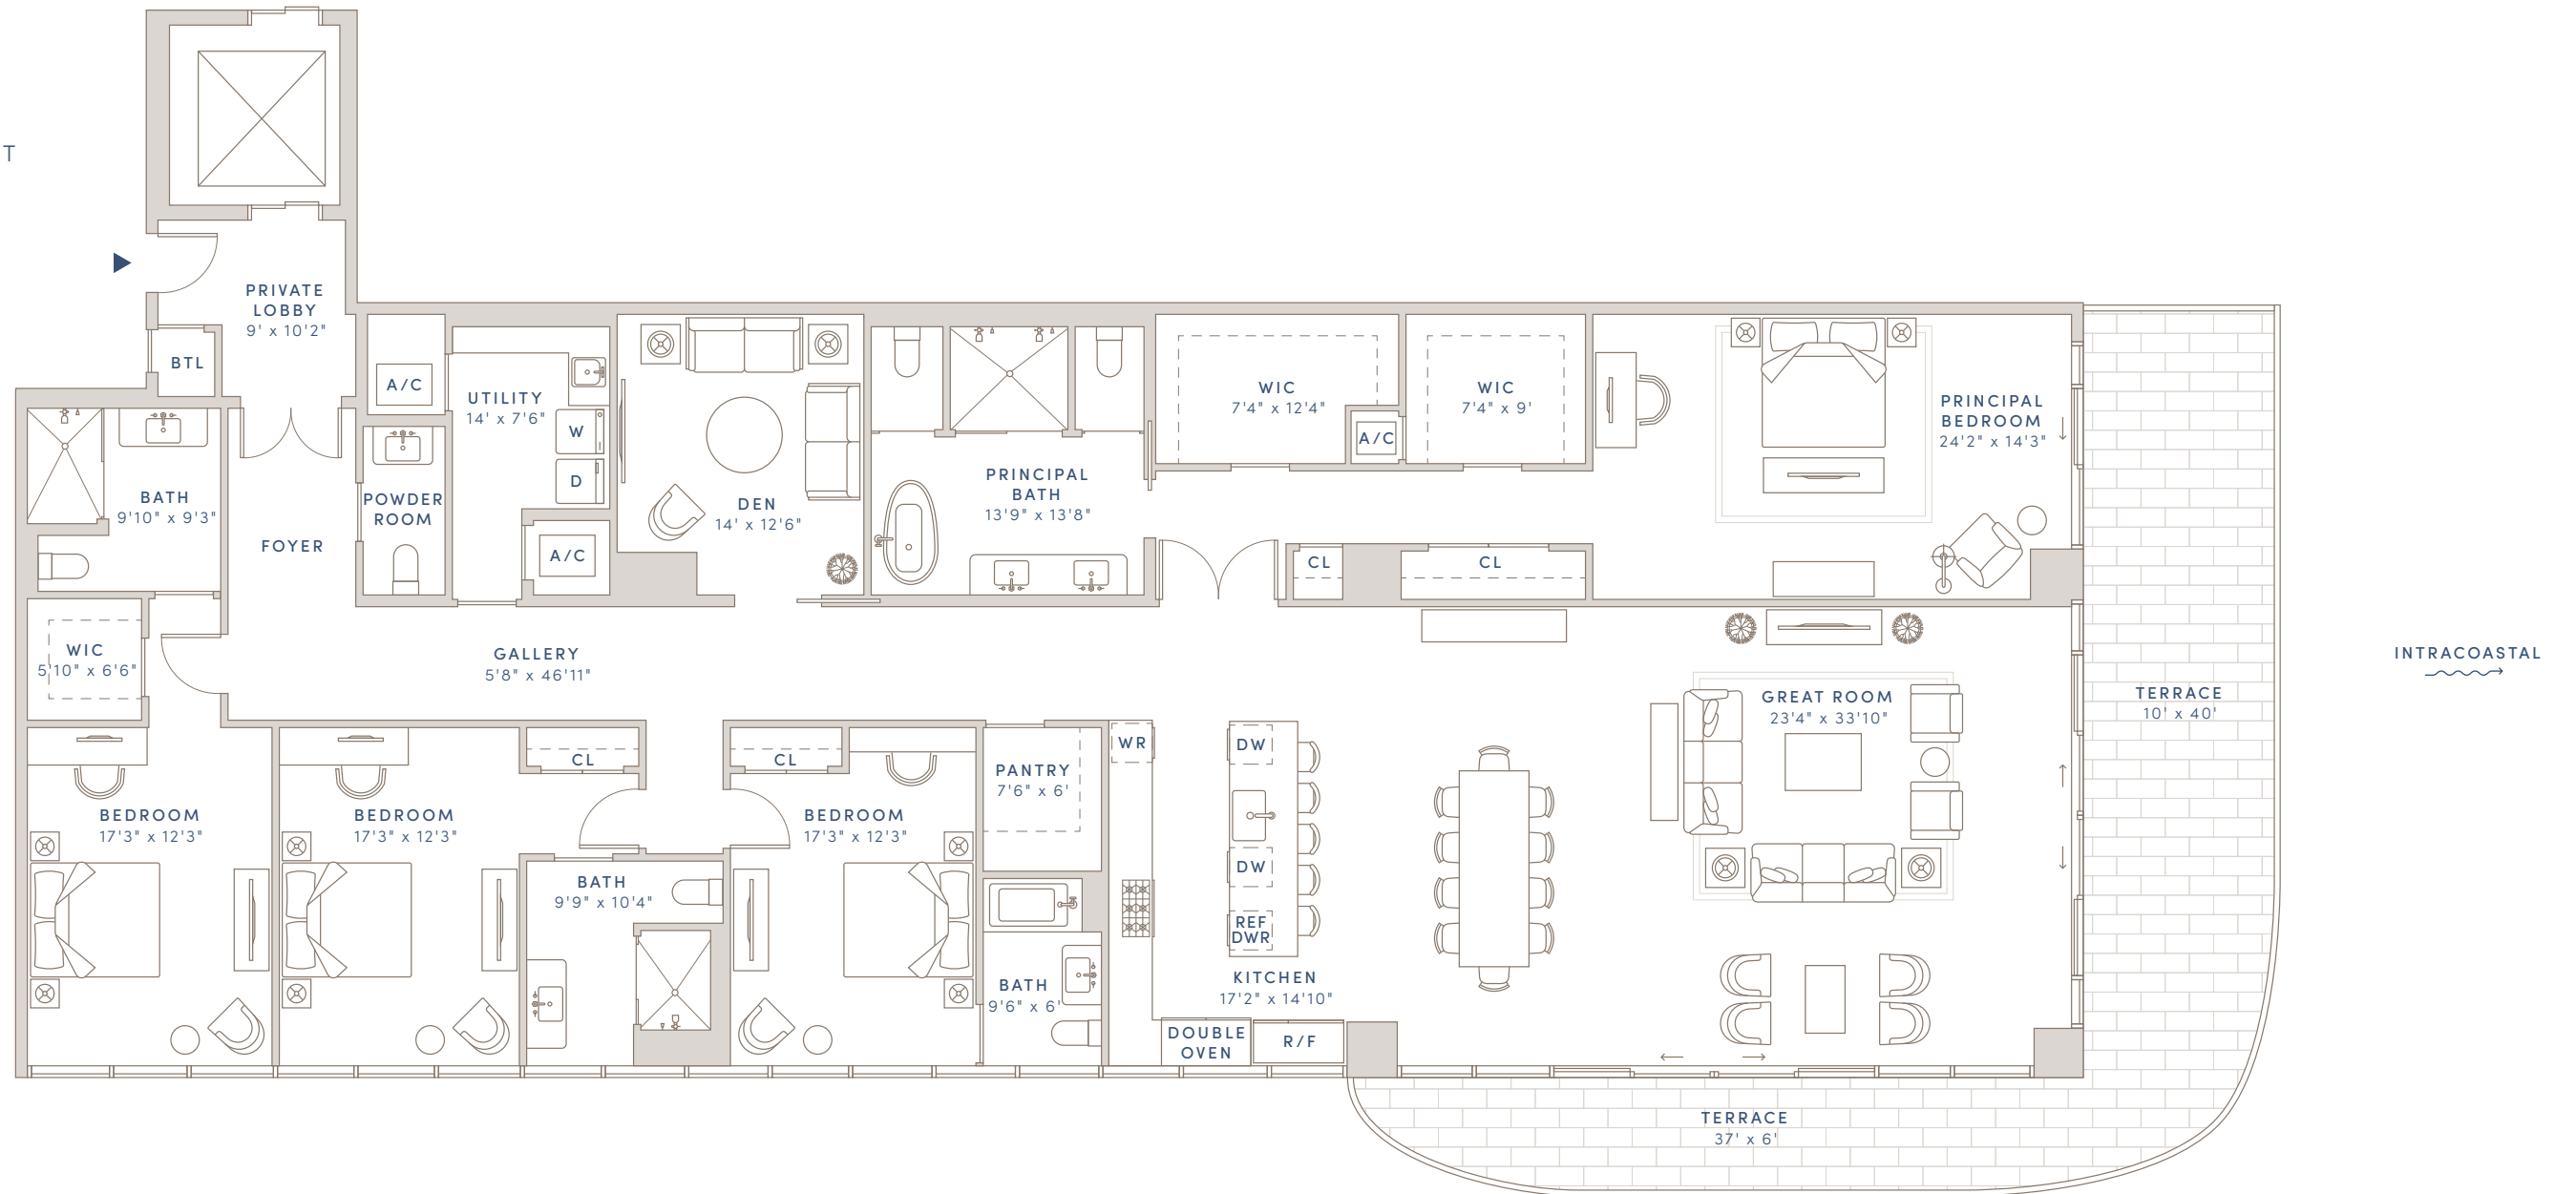 T
PRIVATE
LOBBY
9' x 10'2"
BTL
A/C
UTILITY
14' x 7'6"
W
D
A/C
POWDER
ROOM
BATH
9'10" x 9'3"
FOYER
WIC
5'10" x 6'6"
DEN
14' x 12'6"
PRINCIPAL
BATH
13'9" x 13'8"
WIC
7'4" x 12'4"
A/C
WIC
7'4" x 9'
PRINCIPAL
BEDROOM
24'2" x 14'3"
CL
CL
GALLERY
5'8" x 46'11"
GREAT ROOM
23'4" x 33'10"
TERRACE
10' x 40'
INTRACOASTAL
BEDROOM
17'3" x 12'3"
BEDROOM
17'3" x 12'3"
CL
CL
BEDROOM
17'3" x 12'3"
BATH
9'9" x 10'4"
PANTRY
7'6" x 6'
BATH
9'6" x 6'
WR
DW
DW
REF
DWR
KITCHEN
17'2" x 14'10"
DOUBLE
OVEN
R/F
TERRACE
37' x 6'